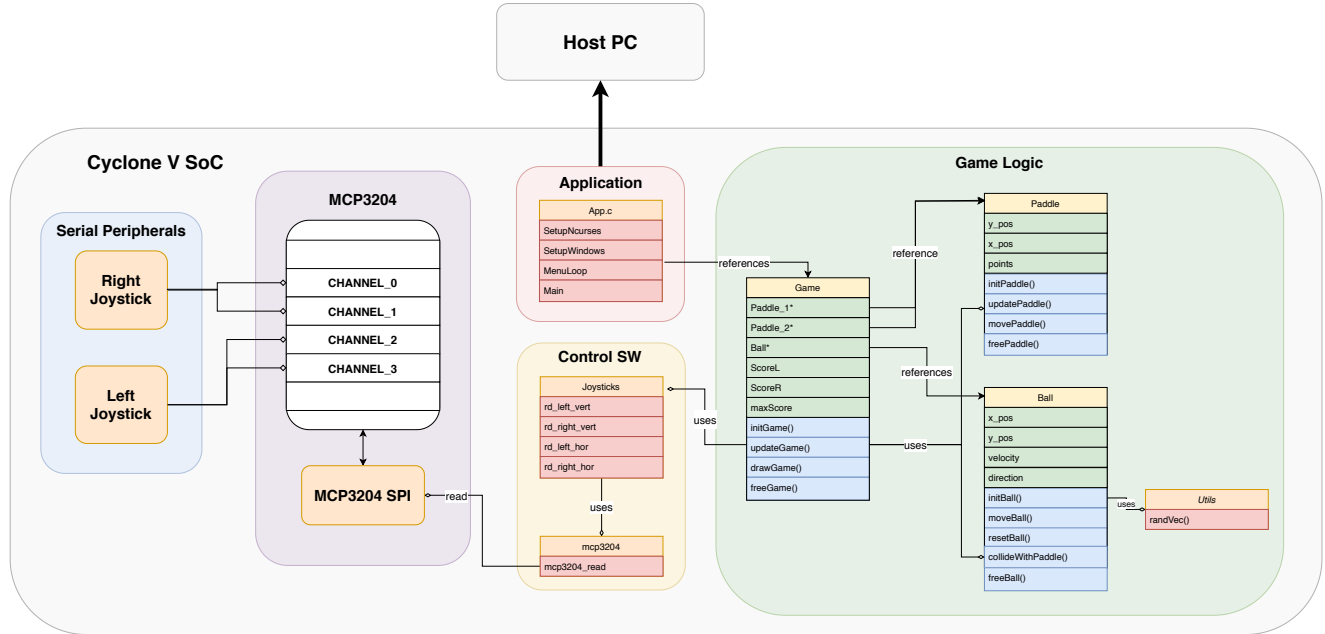 Host PC
Cyclone V SoC
Serial Peripherals
Right
Joystick
Left
Joystick
MCP3204
CHANNEL_0
CHANNEL_1
CHANNEL_2
CHANNEL_3
MCP3204 SPI
read
Application
App.c
SetupNcurses
SetupWindows
MenuLoop
Main
references
Control SW
Joysticks
rd_left_vert
rd_right_vert
rd_left_hor
rd_right_hor
uses
mcp3204
mcp3204_read
uses
Game Logic
Game
Paddle_1*
Paddle_2*
Ball*
ScoreL
ScoreR
maxScore
initGame()
updateGame()
drawGame()
freeGame()
reference
references
uses
Paddle
y_pos
x_pos
points
initPaddle()
updatePaddle()
movePaddle()
freePaddle()
Ball
x_pos
y_pos
velocity
direction
initBall()
moveBall()
resetBall()
collideWithPaddle()
freeBall()
uses
Utils
randVec()